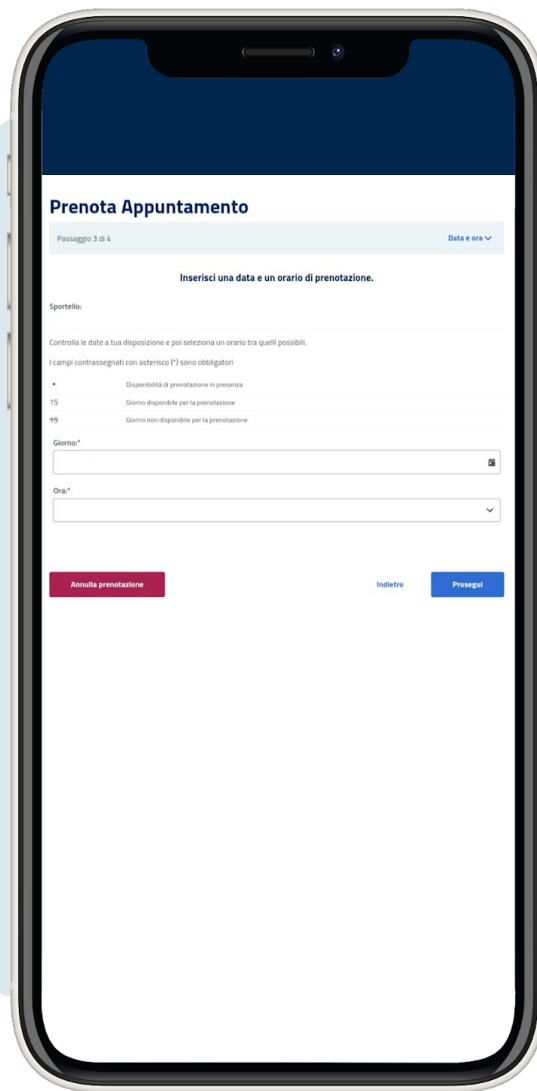 Prenota Appuntamento
Passaggio 3 di 4
Data e ora
Inserisci una data e un orario di prenotazione.
Sportello:
Controlla le date a tua disposizione e poi seleziona un orario tra quelli possibili.
I campi contrassegnati con asterisco (*) sono obbligatori
Disponibilità di prenotazione in presenza
15 Giorno disponibile per la prenotazione
15 Giorno non disponibile per la prenotazione
Giorno:*
Ora:*
Annulla prenotazione
Indietro
Prosegui